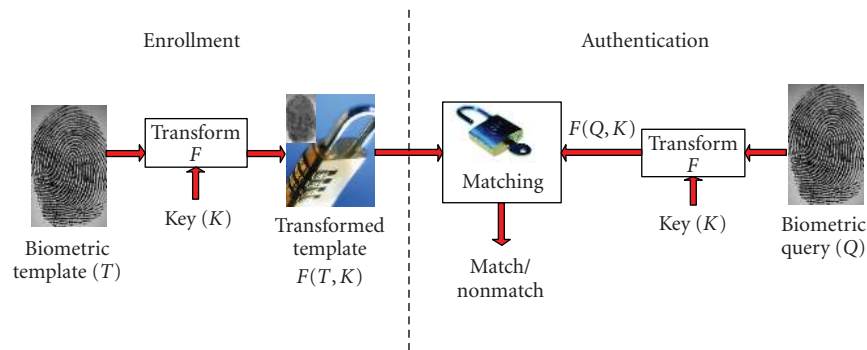 Enrollment
Authentication
Transform
F
Key (K)
Biometric
template (T)
Transformed
template
F(T, K)
Matching
Match/
nonmatch
F(Q, K)
Transform
F
Key (K)
Biometric
query (Q)